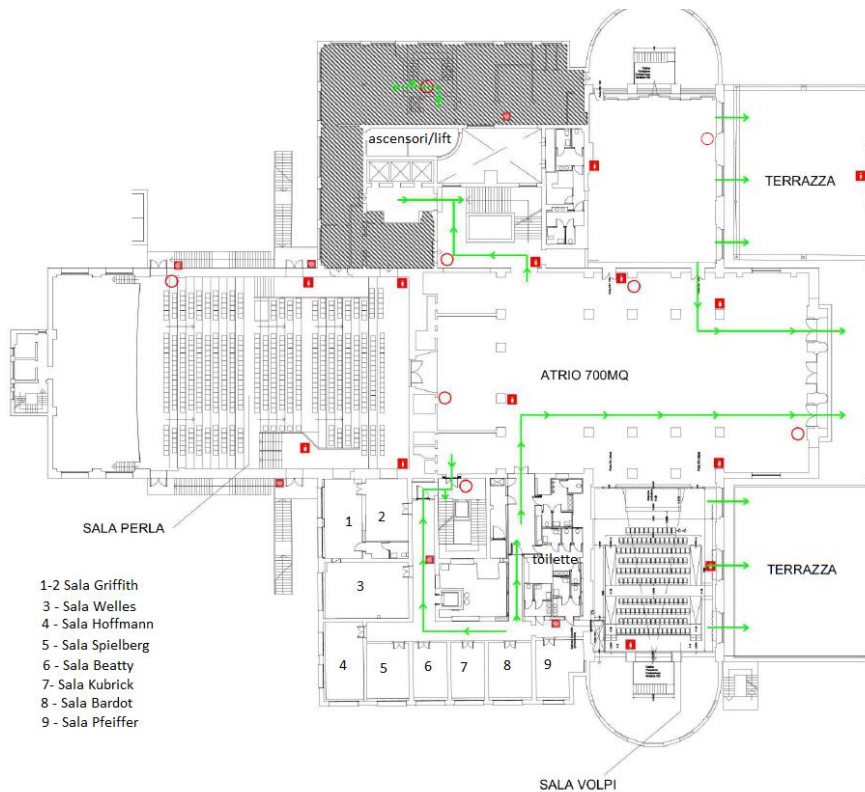 ascensori/lift
TERRAZZA
ATRIO 700MQ
SALA PERLA
1
2
3
toilette
TERRAZZA
4
5
6
7
8
9
1-2 Sala Griffith
3 - Sala Welles
4 - Sala Hoffmann
5 - Sala Spielberg
6 - Sala Beatty
7- Sala Kubrick
8 - Sala Bardot
9 - Sala Pfeiffer
SALA VOLPI